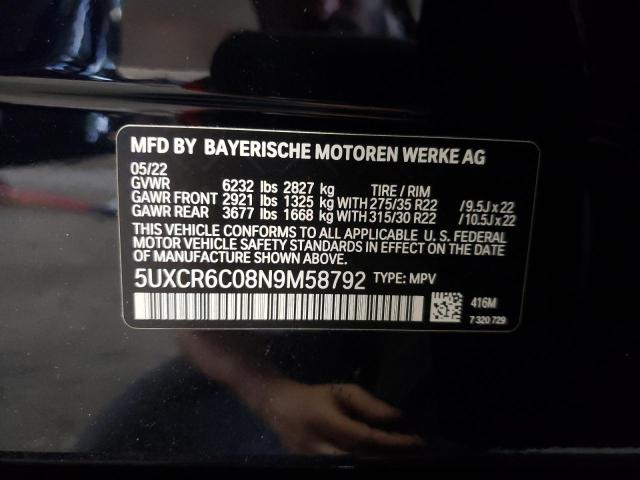 MFD BY BAYERISCHE MOTOREN WERKE AG
05/22
GVWR 6232 lbs 2827 kg TIRE / RIM
GAWR FRONT 2921 lbs 1325 kg WITH 275/35 R22 /9.5J x 22
GAWR REAR 3677 lbs 1668 kg WITH 315/30 R22 /10.5J x 22
THIS VEHICLE CONFORMS TO ALL APPLICABLE U. S. FEDERAL
MOTOR VEHICLE SAFETY STANDARDS IN EFFECT ON THE DATE
OF MANUFACTURE SHOWN ABOVE.
5UXCR6C08N9M58792 TYPE: MPV
416M
7 320 729